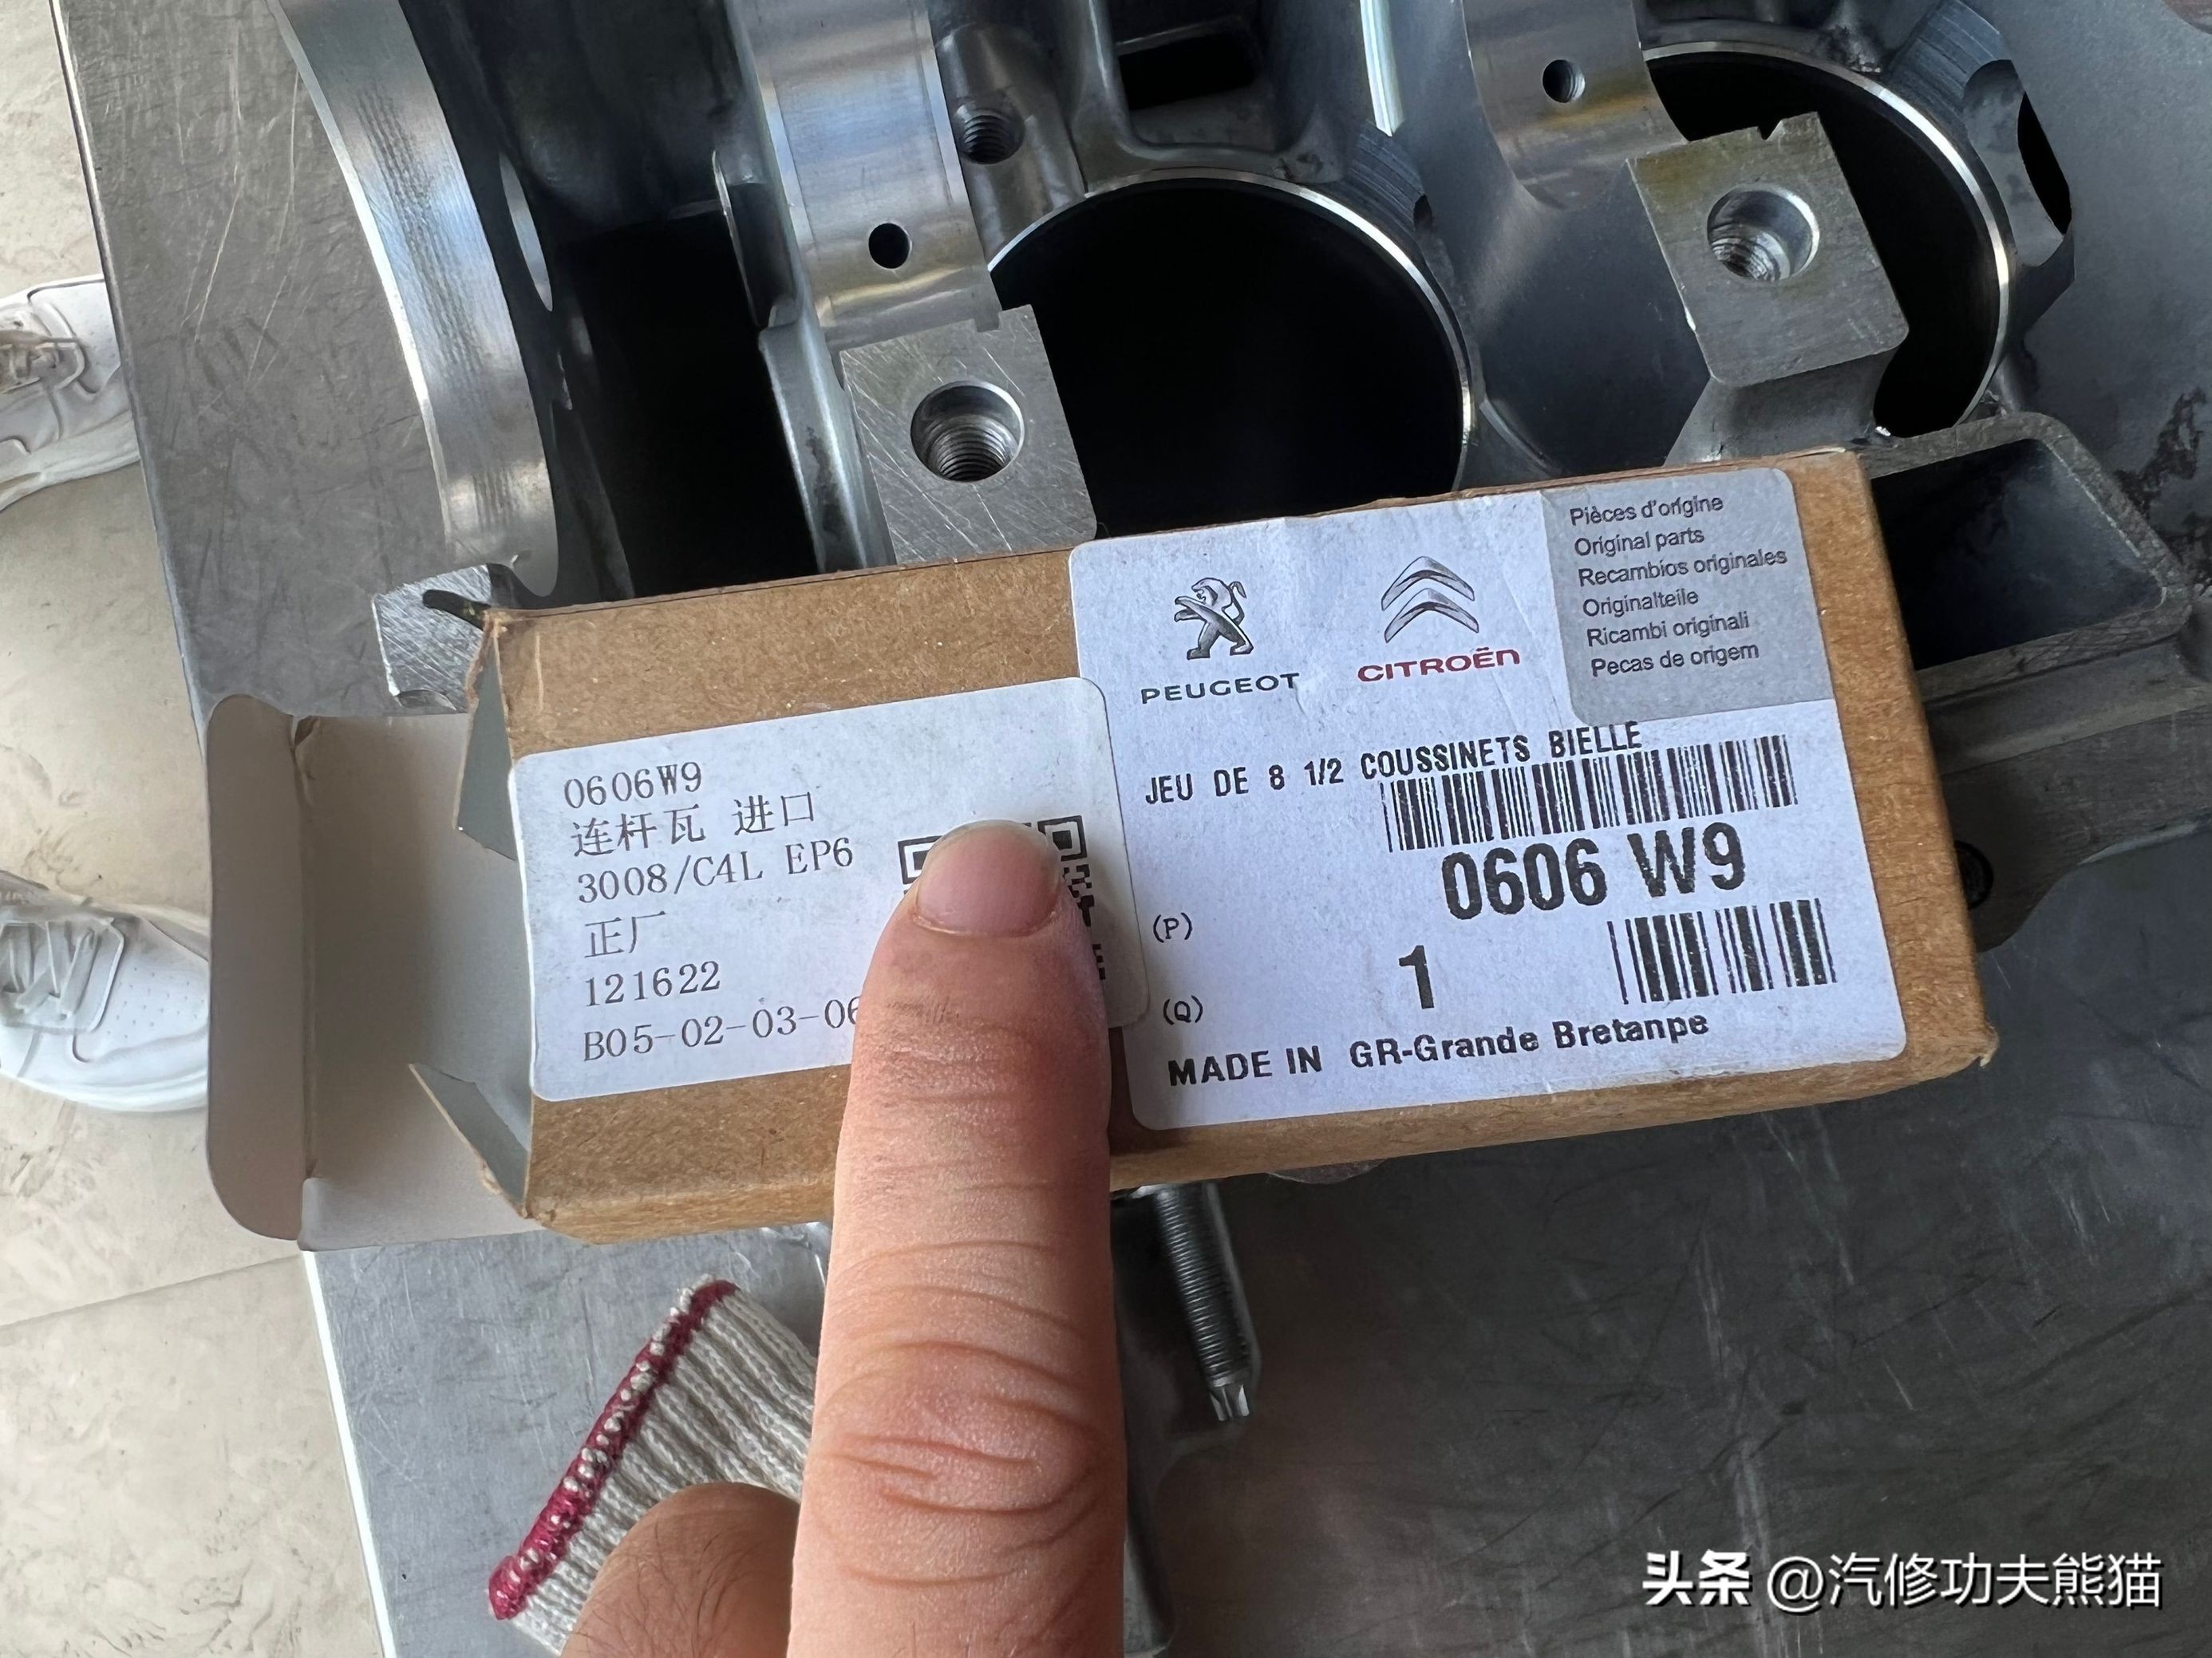 0606W9
连杆瓦 进口
3008/C4L EP6
正厂
121622
B05-02-03-06
PEUGEOT
CITROËN
Pièces d'origine
Original parts
Recambios originales
Originalteile
Ricambi originali
Pecas de origem
JEU DE 8 1/2 COUSSINETS BIELLE
0606 W9
(P)
1
(Q)
MADE IN GR-Grande Bretanpe
头条 @汽修功夫熊猫